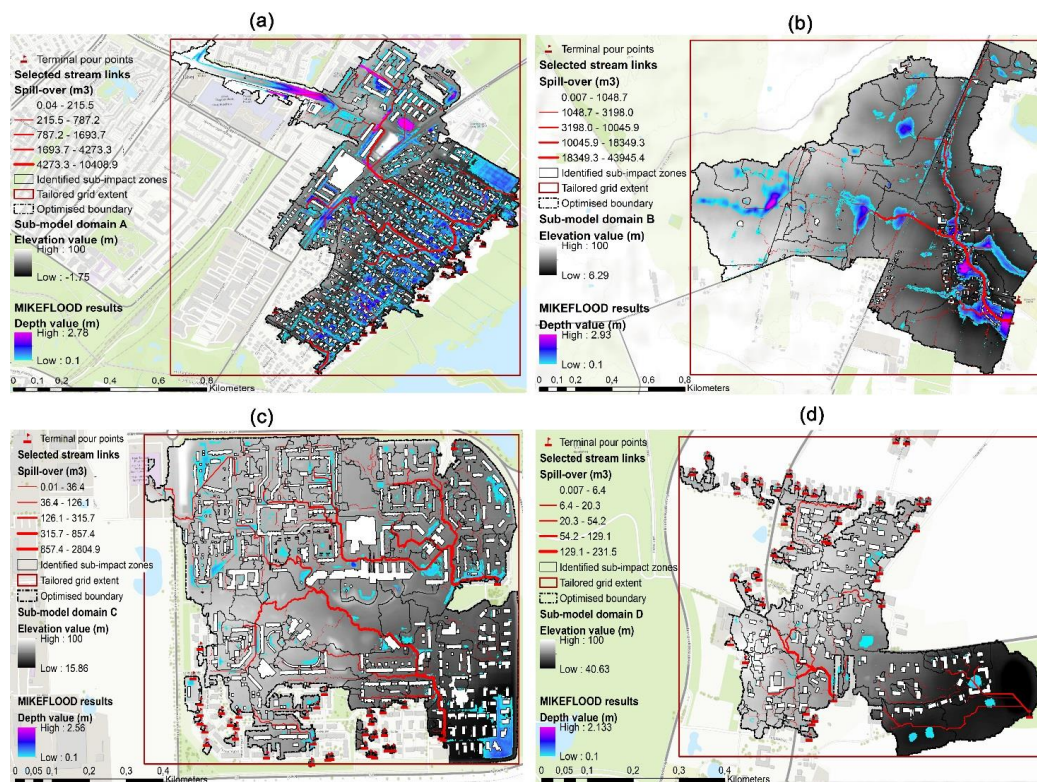 (a)
Terminal pour points
Selected stream links
Spill-over (m3)
0.04 - 215.5
215.5 - 787.2
787.2 - 1693.7
1693.7 - 4273.3
4273.3 - 10408.9
Identified sub-impact zones
Tailored grid extent
Optimised boundary
Sub-model domain A
Elevation value (m)
High : 100
Low : -1.75
MIKEFLOOD results
Depth value (m)
High : 2.78
Low : 0.1
0 0.1 0.2 0.4 0.6 0.8
Kilometers
(b)
Terminal pour points
Selected stream links
Spill-over (m3)
0.007 - 1048.7
1048.7 - 3198.0
3198.0 - 10045.9
10045.9 - 18349.3
18349.3 - 43945.4
Identified sub-impact zones
Tailored grid extent
Optimised boundary
Sub-model domain B
Elevation value (m)
High : 100
Low : 6.29
MIKEFLOOD results
Depth value (m)
High : 2.93
Low : 0.1
0 0,1 0,2 0,4 0,6 0,8
Kilometers
(c)
Terminal pour points
Selected stream links
Spill-over (m3)
0.01 - 36.4
36.4 - 126.1
126.1 - 315.7
315.7 - 857.4
857.4 - 2804.9
Identified sub-impact zones
Tailored grid extent
Optimised boundary
Sub-model domain C
Elevation value (m)
High : 100
Low : 15.86
MIKEFLOOD results
Depth value (m)
High : 2.56
Low : 0.1
0 0,05 0,1 0,2 0,3 0,4
Kilometers
(d)
Terminal pour points
Selected stream links
Spill-over (m3)
0.007 - 6.4
6.4 - 20.3
20.3 - 54.2
54.2 - 129.1
129.1 - 231.5
Identified sub-impact zones
Tailored grid extent
Optimised boundary
Sub-model domain D
Elevation value (m)
High : 100
Low : 40.63
MIKEFLOOD results
Depth value (m)
High : 2.133
Low : 0.1
0 0,05 0,1 0,2 0,3 0,4
Kilometers